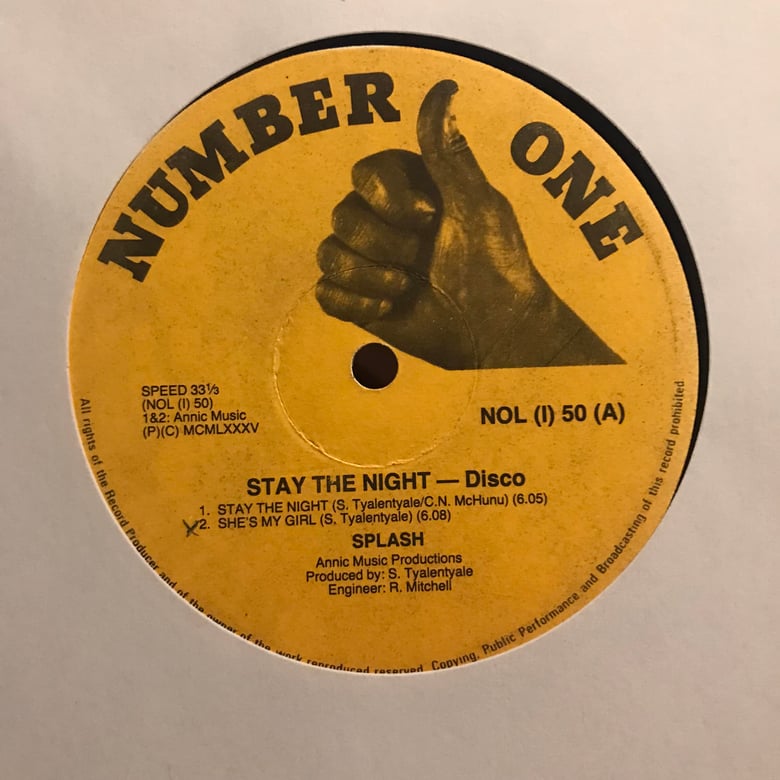 NUMBER ONE
SPEED 33⅓
(NOL (I) 50)
1&2: Annic Music
(P)(C) MCMLXXXV
NOL (I) 50 (A)
STAY THE NIGHT — Disco
1. STAY THE NIGHT (S. Tyalentyale/C.N. McHunu) (6.05)
2. SHE'S MY GIRL (S. Tyalentyale) (6.08)
SPLASH
Annic Music Productions
Produced by: S. Tyalentyale
Engineer: R. Mitchell
All rights of the Record Producer and of the owner of the work reproduced reserved. Copying, Public Performance and Broadcasting of this record prohibited.